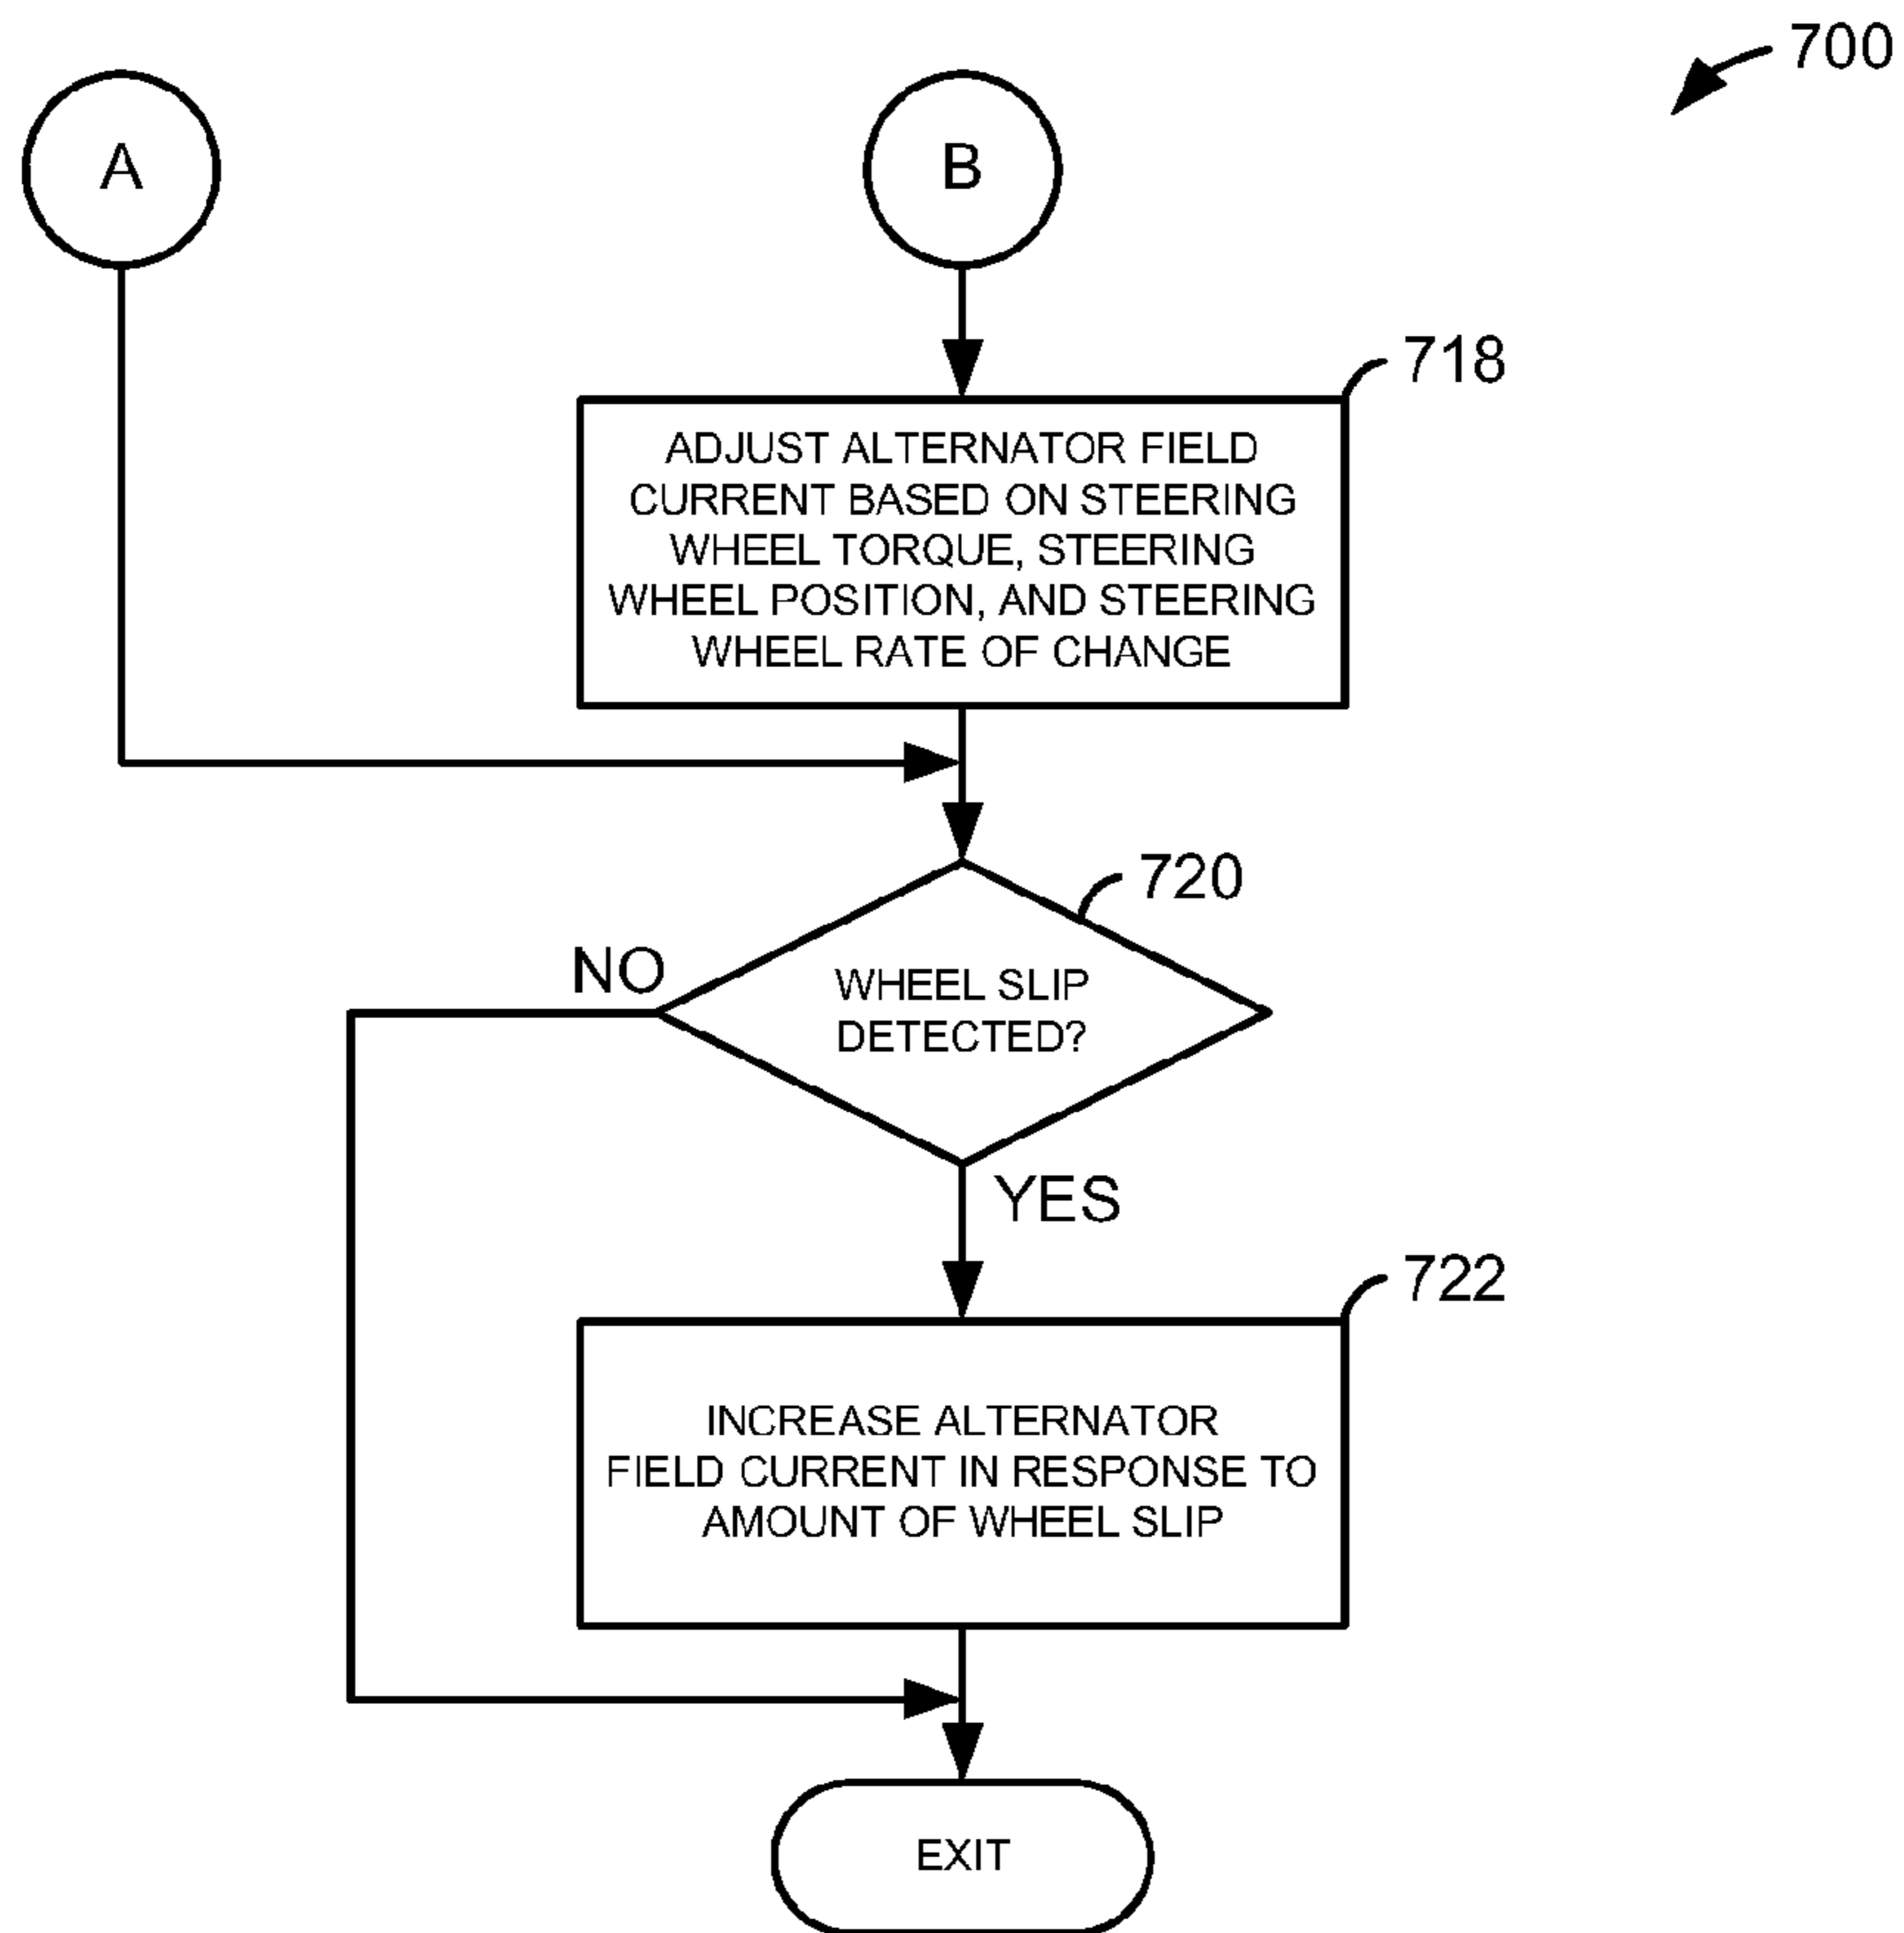 700
A
B
718
ADJUST ALTERNATOR FIELD
CURRENT BASED ON STEERING
WHEEL TORQUE, STEERING
WHEEL POSITION, AND STEERING
WHEEL RATE OF CHANGE
720
NO
WHEEL SLIP
DETECTED?
YES
722
INCREASE ALTERNATOR
FIELD CURRENT IN RESPONSE TO
AMOUNT OF WHEEL SLIP
EXIT